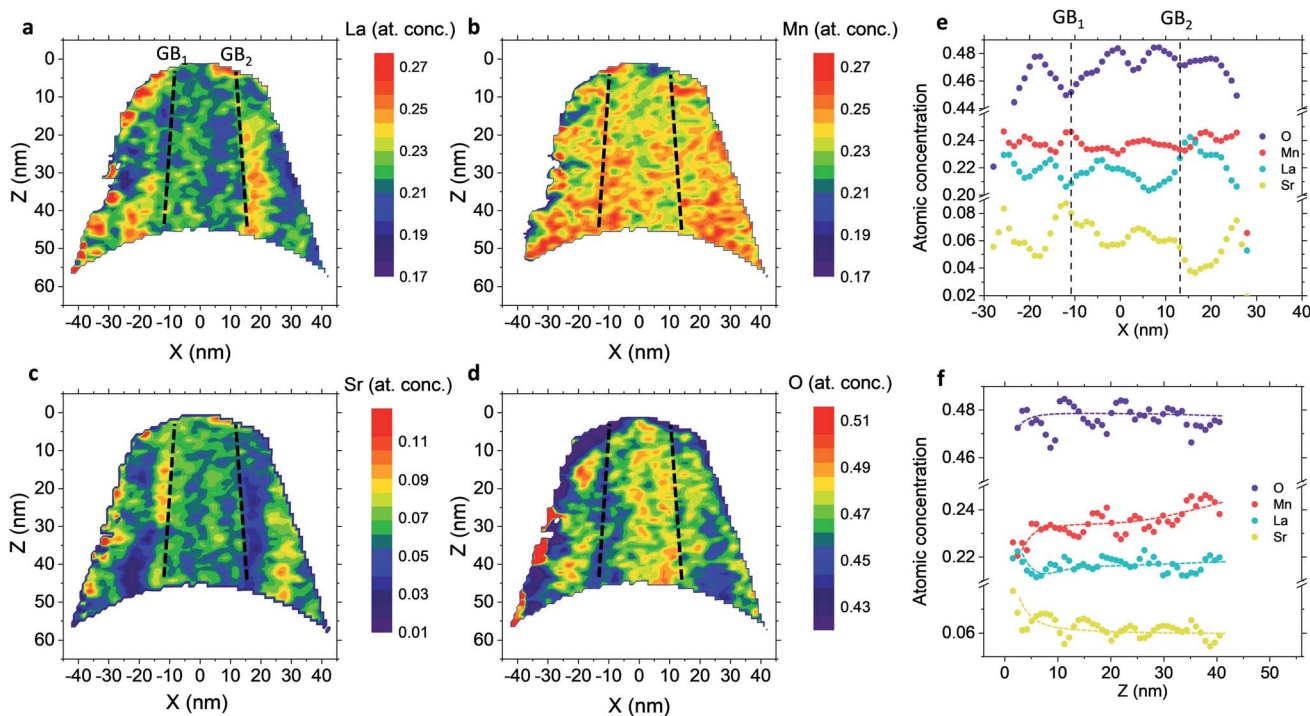 a
La (at. conc.)
GB1
GB2
0
10
20
30
40
50
60
Z (nm)
-40 -30 -20 -10 0 10 20 30 40
X (nm)
0.27
0.25
0.23
0.21
0.19
0.17
b
Mn (at. conc.)
0
10
20
30
40
50
60
Z (nm)
-40 -30 -20 -10 0 10 20 30 40
X (nm)
0.27
0.25
0.23
0.21
0.19
0.17
e
GB1
GB2
0.48
0.46
0.44
0.24
0.22
0.20
0.08
0.06
0.04
0.02
Atomic concentration
O
Mn
La
Sr
-30 -20 -10 0 10 20 30 40
X (nm)
c
Sr (at. conc.)
0
10
20
30
40
50
60
Z (nm)
-40 -30 -20 -10 0 10 20 30 40
X (nm)
0.11
0.09
0.07
0.05
0.03
0.01
d
O (at. conc.)
0
10
20
30
40
50
60
Z (nm)
-40 -30 -20 -10 0 10 20 30 40
X (nm)
0.51
0.49
0.47
0.45
0.43
f
0.48
0.46
0.24
0.22
0.06
Atomic concentration
O
Mn
La
Sr
0 10 20 30 40 50
Z (nm)